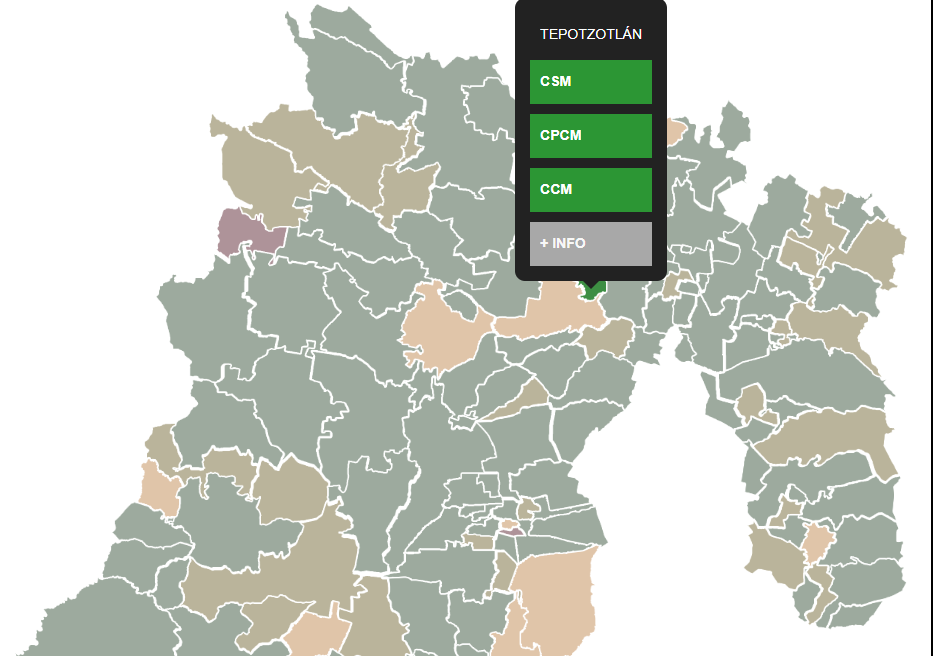 TEPOTZOTLÁN
CSM
CPCM
CCM
+ INFO